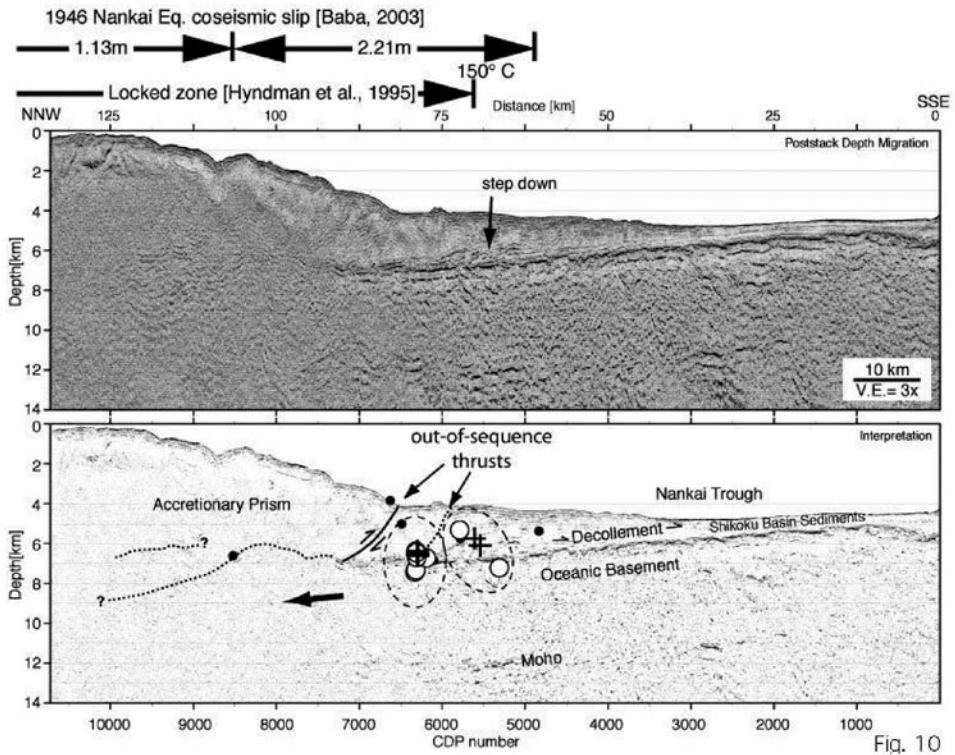 1946 Nankai Eq. coseismic slip [Baba, 2003]
1.13m 2.21m
150° C
Locked zone [Hyndman et al., 1995]
Distance [km]
NNW 125 100 75 50 25 0 SSE
Poststack Depth Migration
step down
Depth[km]
0
2
4
6
8
10
12
14
10 km
V.E.= 3x
out-of-sequence
thrusts
Interpretation
Accretionary Prism
Nankai Trough
Decollement
Shikoku Basin Sediments
Oceanic Basement
?
?
Moho
Depth[km]
0
2
4
6
8
10
12
14
10000 9000 8000 7000 6000 5000 4000 3000 2000 1000
CDP number
Fig. 10